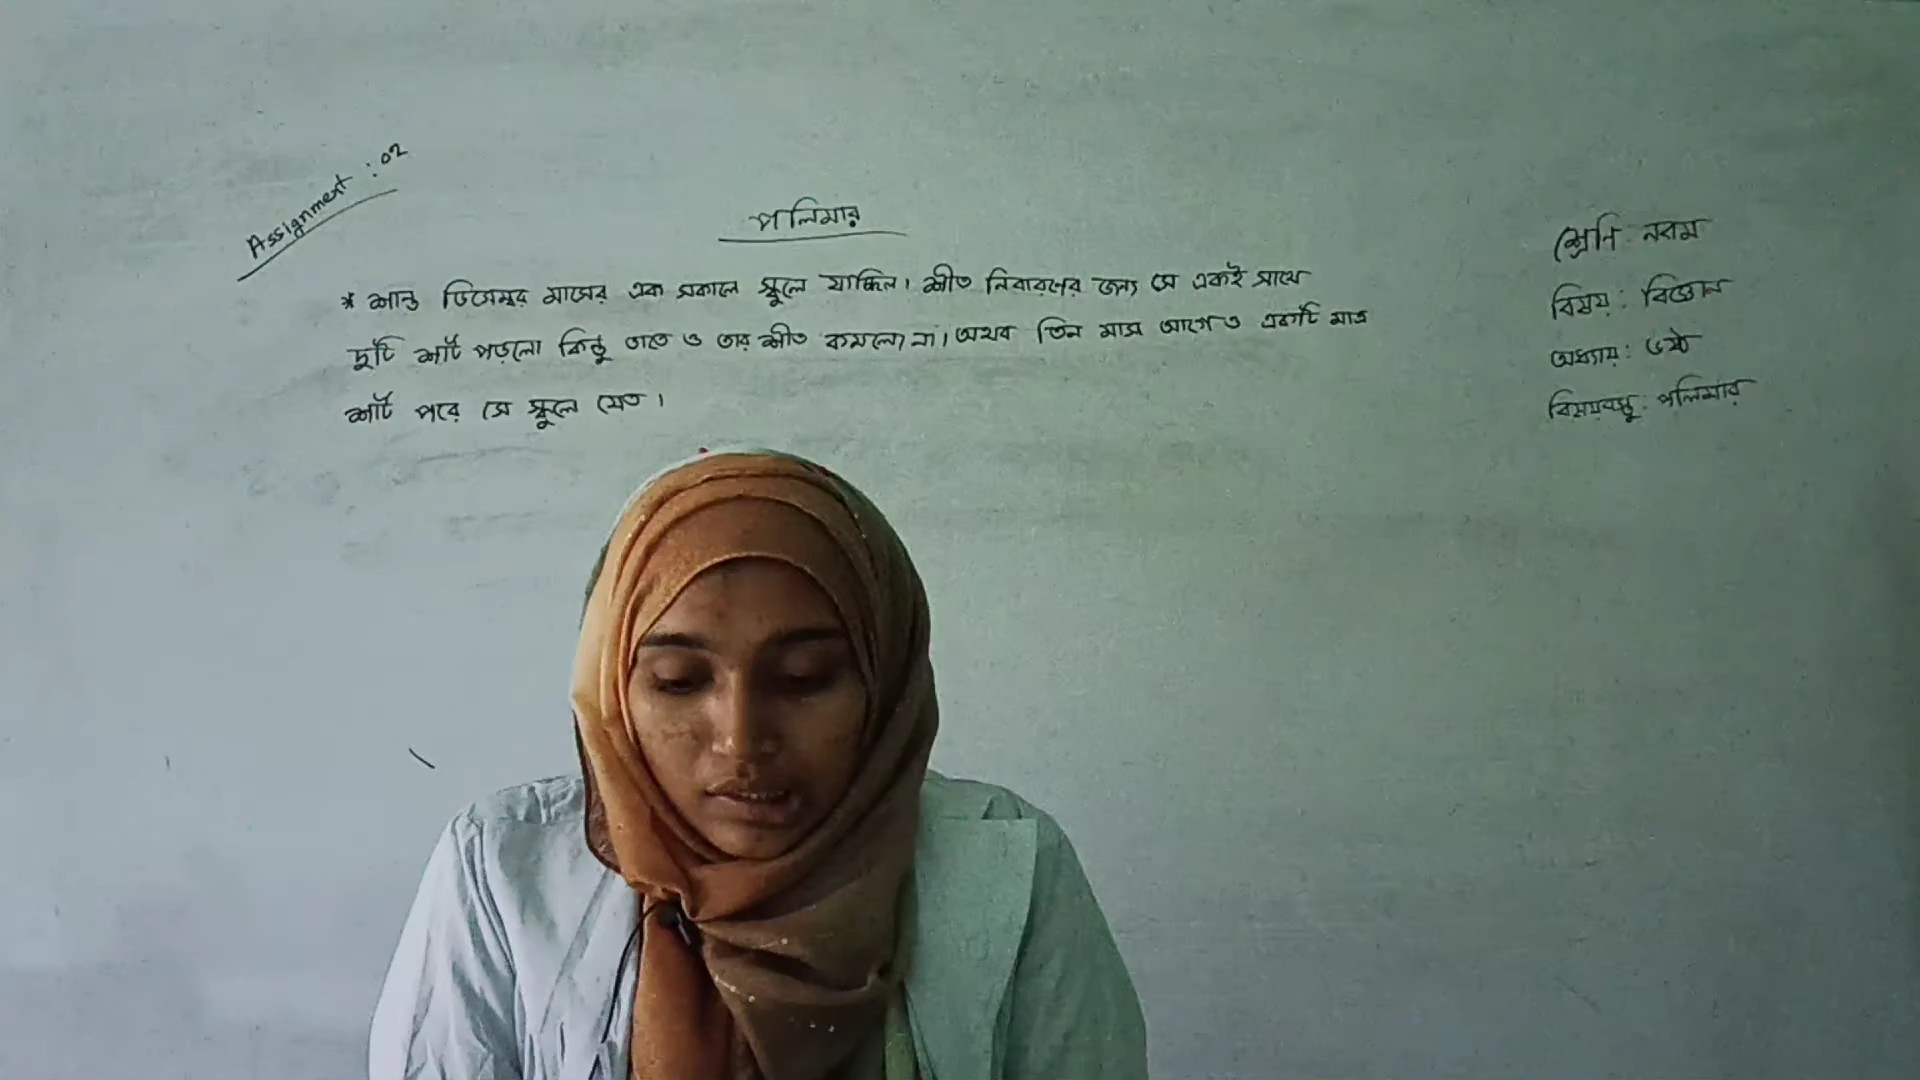 Assignment : 02
পলিমার
* শান্ত ডিসেম্বর মাসের এক সকালে স্কুলে যাচ্ছিল। শীত নিবারণের জন্য সে একই সাথে
দুটি শার্ট পড়লো কিন্তু তাতে ও তার শীত কমলো না। অথচ তিন মাস আগেও একটি মাত্র
শার্ট পরে সে স্কুলে যেত।
শ্রেণি : নবম
বিষয় : বিজ্ঞান
অধ্যায় : ৬ষ্ঠ
বিষয়বস্তু : পলিমার